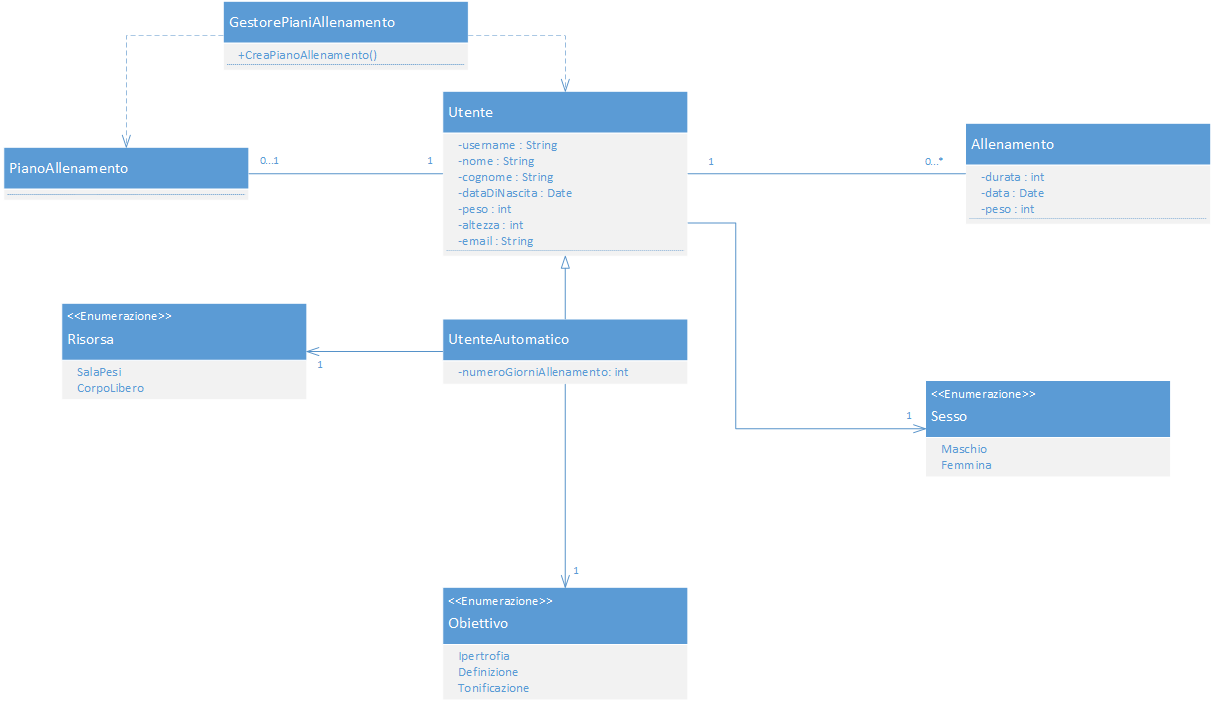 GestorePianiAllenamento
+CreaPianoAllenamento()
Utente
-username : String
-nome : String
-cognome : String
-dataDiNascita : Date
-peso : int
-altezza : int
-email : String
PianoAllenamento
0...1
1
1
0...*
Allenamento
-durata : int
-data : Date
-peso : int
<<Enumerazione>>
Risorsa
SalaPesi
CorpoLibero
1
UtenteAutomatico
-numeroGiorniAllenamento: int
1
<<Enumerazione>>
Sesso
Maschio
Femmina
1
<<Enumerazione>>
Obiettivo
Ipertrofia
Definizione
Tonificazione